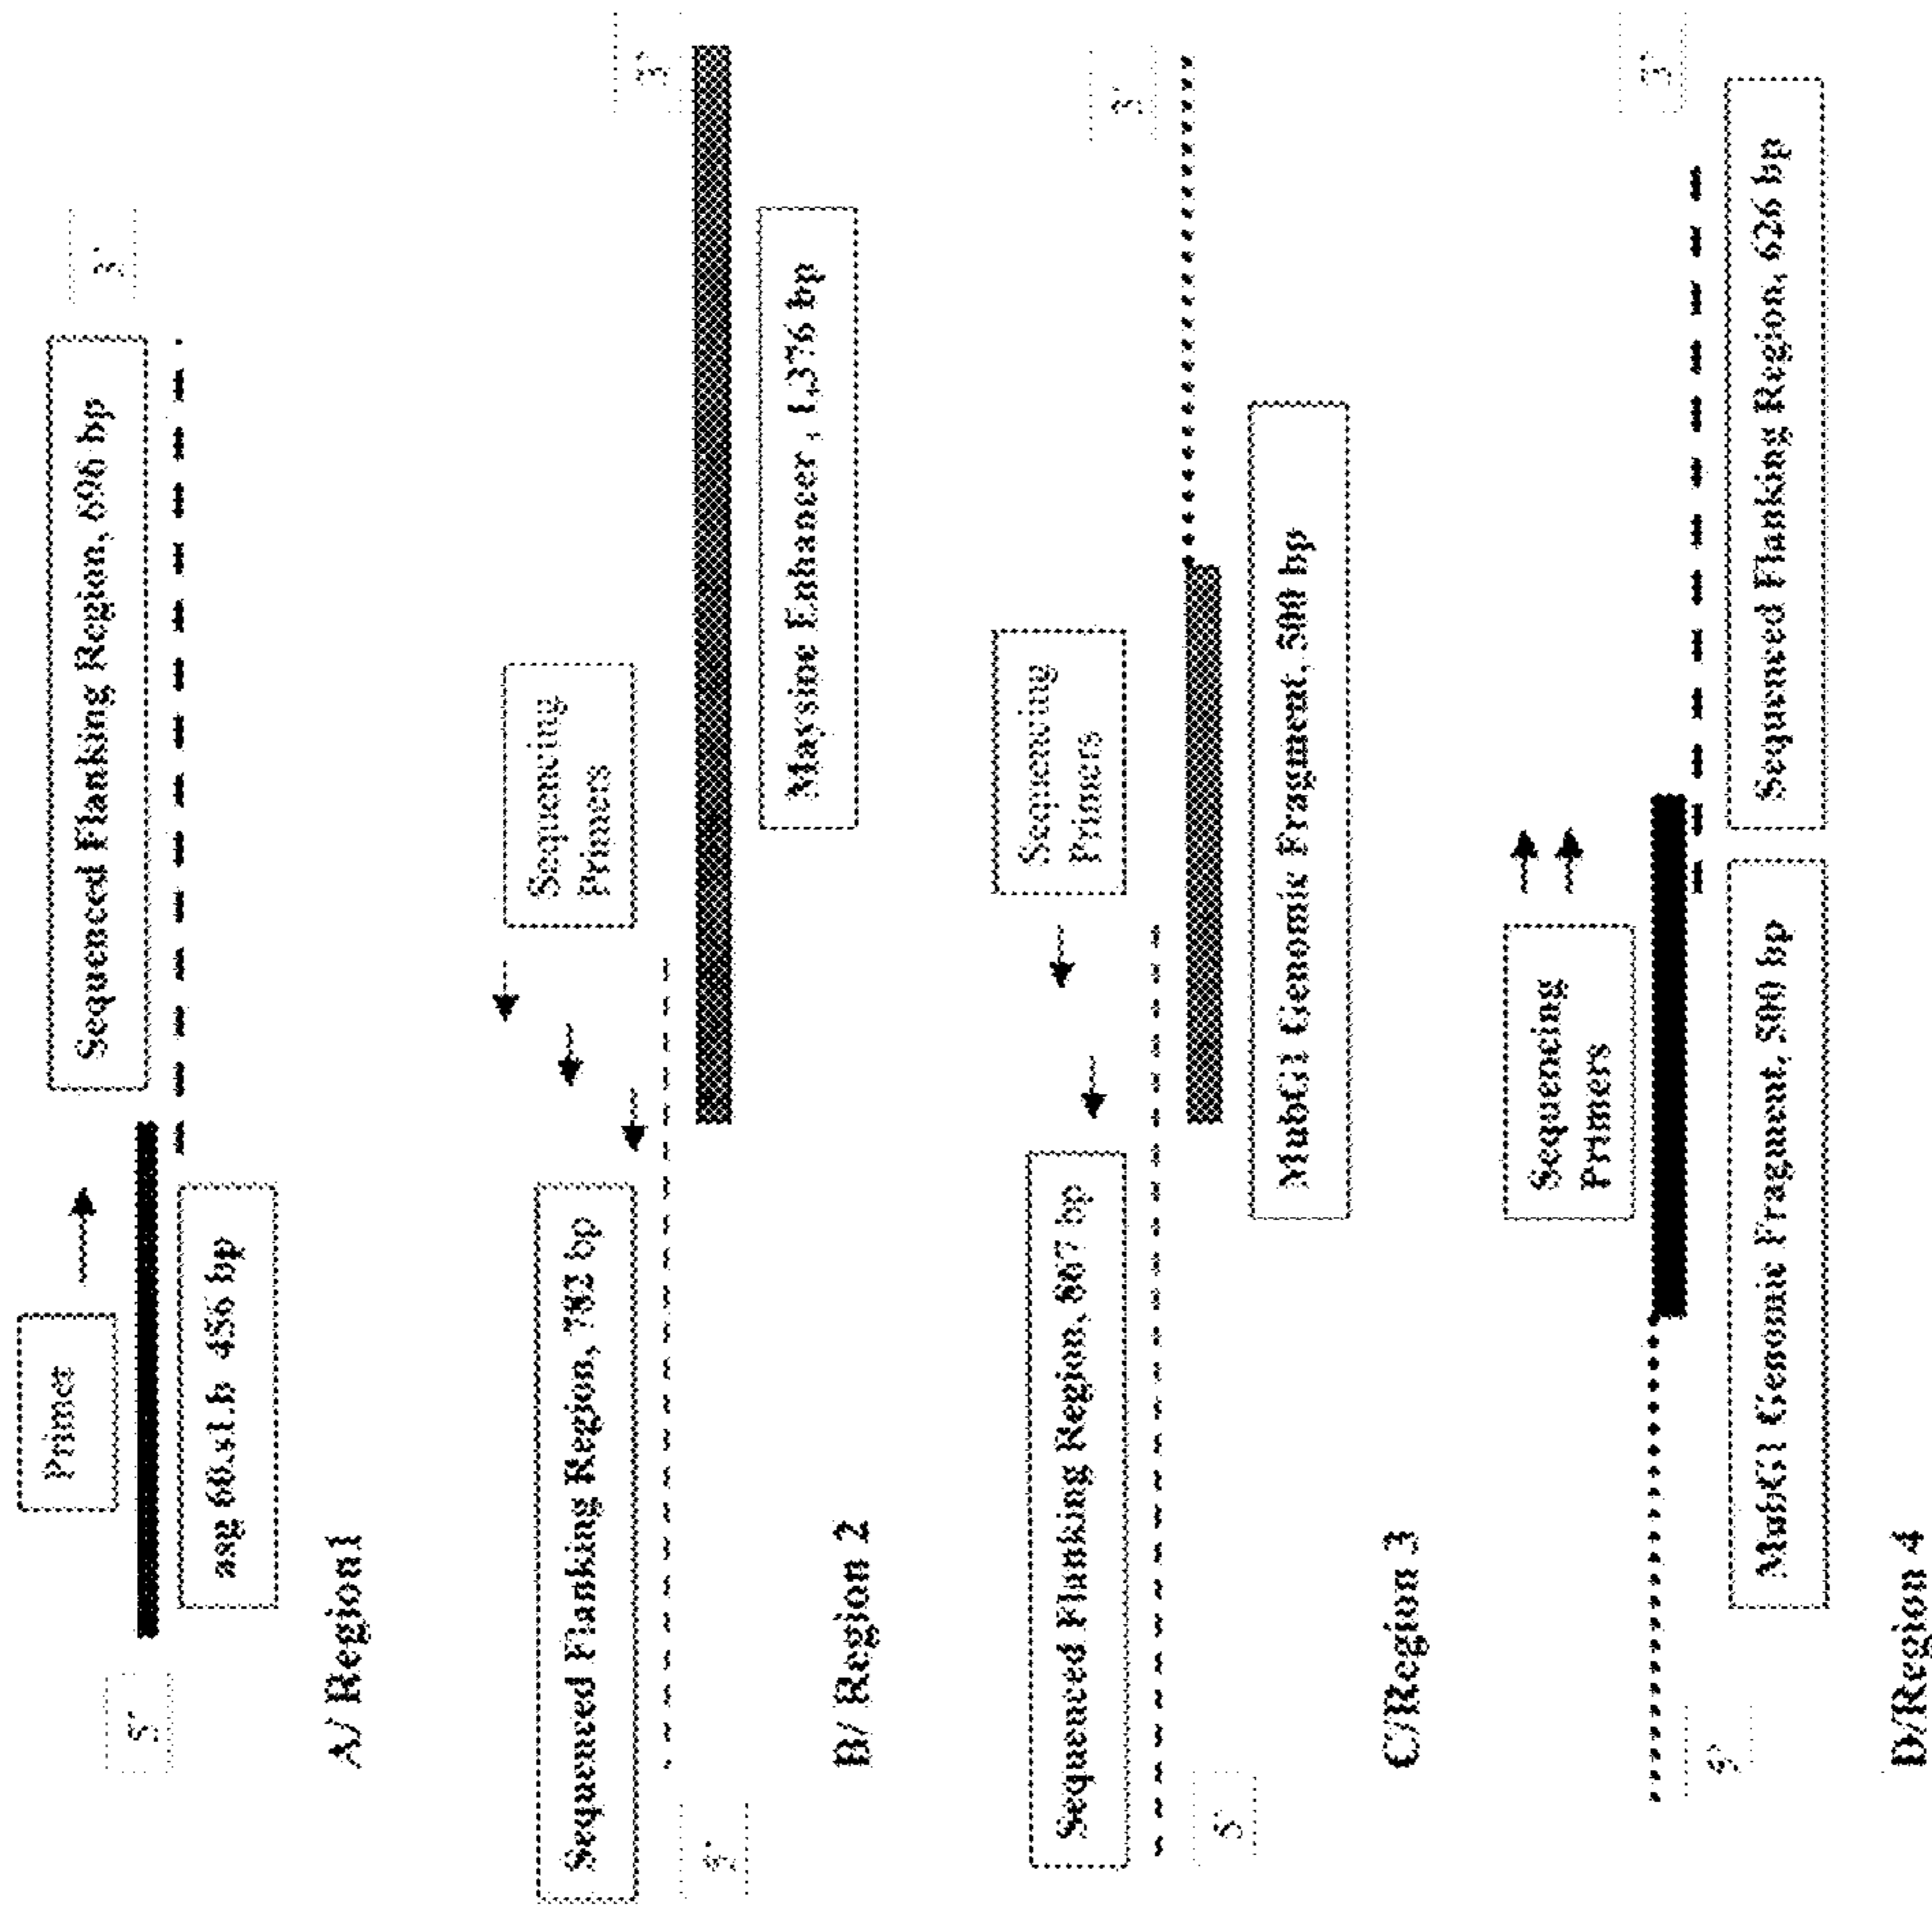 Primer
Sequenced Flanking Region, 696 bp
3'
5'
asg 60.s1.b 456 bp
A/ Region1
Sequencing
Primers
Sequenced Flanking Region, 782 bp
3'
5'
Maysine Enhancer , 1,376 bp
B/ Region 2
Sequencing
Primers
Sequenced Flanking Region, 667 bp
3'
5'
MubG1 Genomic Fragment, 500 bp
C/Region 3
Sequencing
Primers
3'
5'
MubG1 Genomic Fragment, 500 bp
Sequenced Flanking Region, 626 bp
D/Region 4